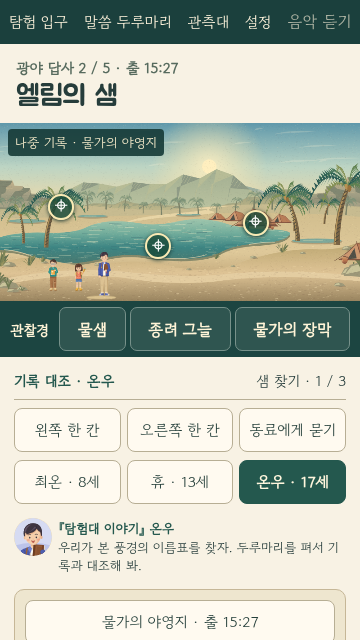 탐험 입구 말씀 두루마리 관측대 설정 음악 듣기
광야 답사 2 / 5 · 출 15:27
엘림의 샘
나중 기록 · 물가의 야영지
관찰경 물샘 종려 그늘 물가의 장막
기록 대조 · 온우 샘 찾기 · 1 / 3
왼쪽 한 칸 오른쪽 한 칸 동료에게 묻기
최온 · 8세 휴 · 13세 온우 · 17세
『탐험대 이야기』 온우
우리가 본 풍경의 이름표를 찾자. 두루마리를 펴서 기
록과 대조해 봐.
물가의 야영지 · 출 15:27